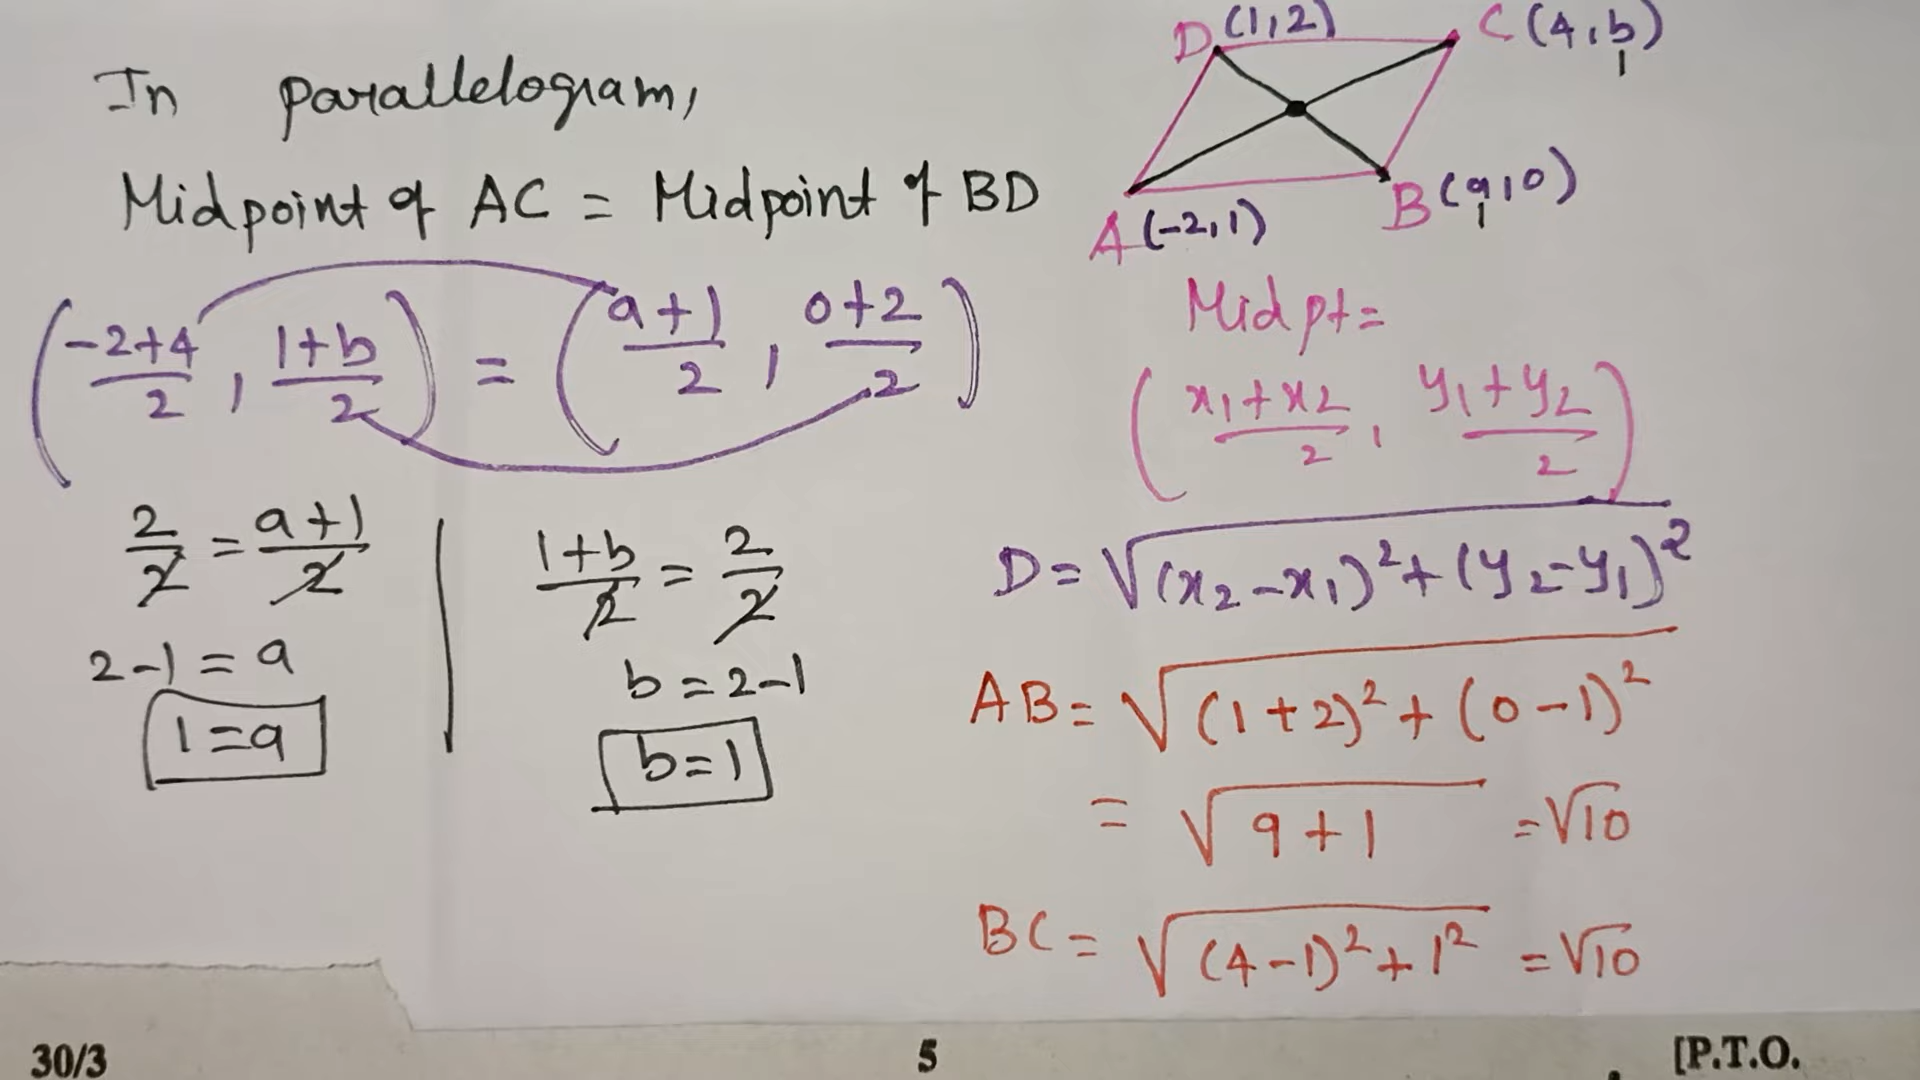 In parallelogram,
Midpoint of AC = Midpoint of BD
(-2+4/2, 1+b/2) = (a+1/2, 0+2/2)
2/2 = a+1/2
2-1 = a
1=a
1+b/2 = 2/2
b = 2-1
b=1
D (1,2)
C (4,b)
1
A (-2,1)
B (a,0)
1
Mid pt =
(x₁+x₂/2, y₁+y₂/2)
D = √(x₂-x₁)²+(y₂-y₁)²
AB = √(1+2)²+(0-1)²
= √9+1 = √10
BC = √(4-1)²+1² = √10
30/3
5
[P.T.O.